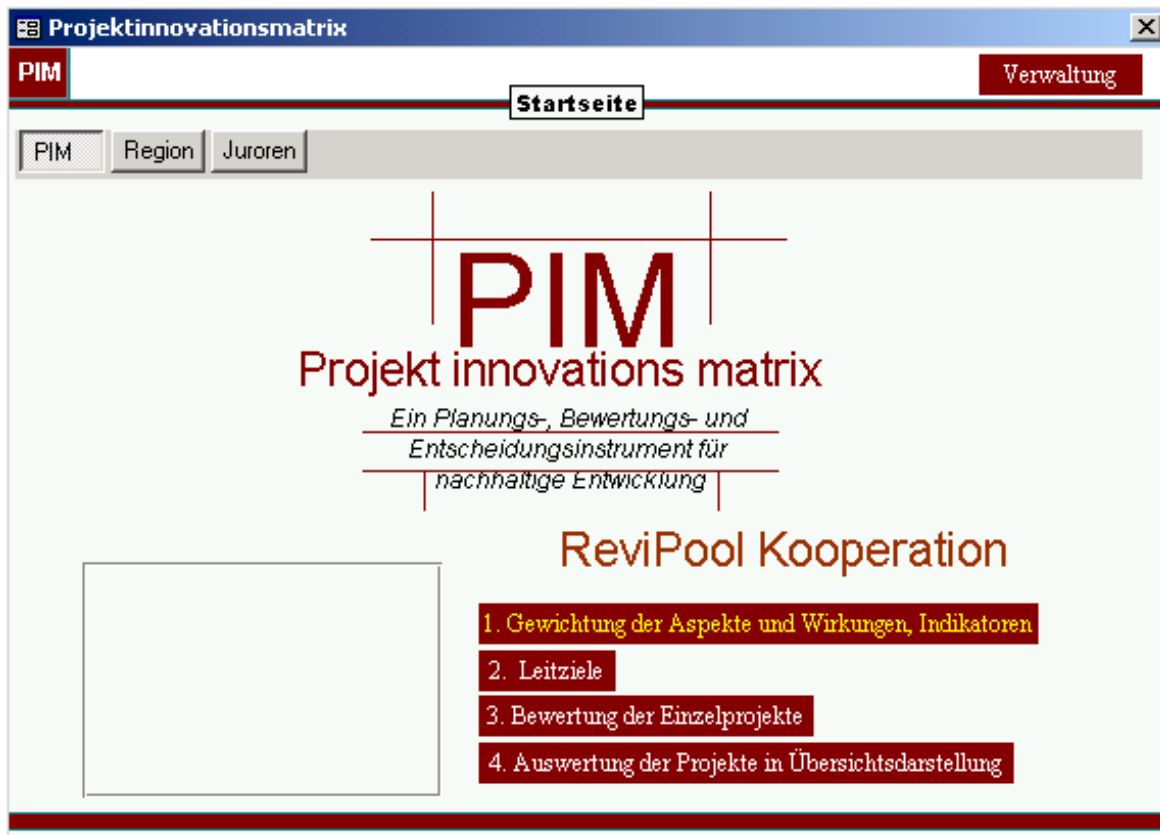 Projektinnovationsmatrix
PIM
Verwaltung
Startseite
PIM
Region
Juroren
PIM
Projekt innovations matrix
Ein Planungs-, Bewertungs- und
Entscheidungsinstrument für
nachhaltige Entwicklung
ReviPool Kooperation
1. Gewichtung der Aspekte und Wirkungen, Indikatoren
2. Leitziele
3. Bewertung der Einzelprojekte
4. Auswertung der Projekte in Übersichtsdarstellung